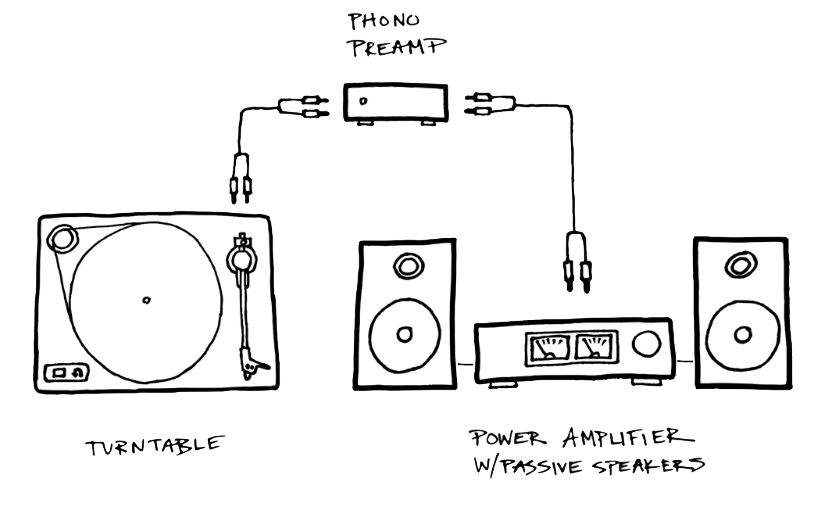 PHONO
PREAMP
TURNTABLE
POWER AMPLIFIER
W/PASSIVE SPEAKERS